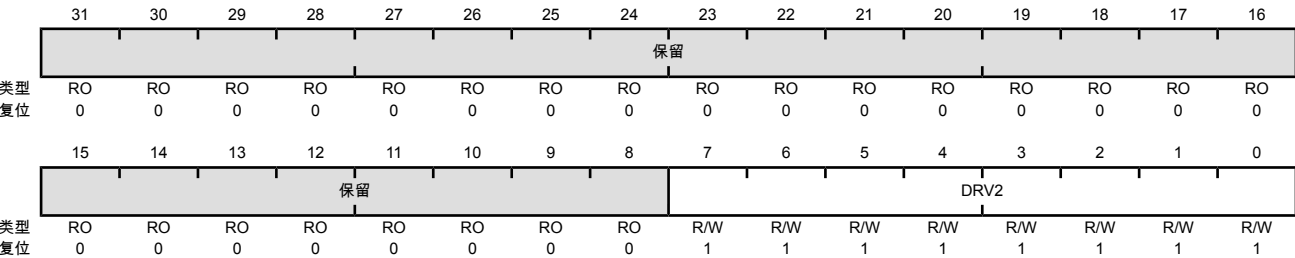 31 30 29 28 27 26 25 24 23 22 21 20 19 18 17 16
保留
类型 RO RO RO RO RO RO RO RO RO RO RO RO RO RO RO RO
复位 0 0 0 0 0 0 0 0 0 0 0 0 0 0 0 0
15 14 13 12 11 10 9 8 7 6 5 4 3 2 1 0
保留 DRV2
类型 RO RO RO RO RO RO RO RO R/W R/W R/W R/W R/W R/W R/W R/W
复位 0 0 0 0 0 0 0 0 1 1 1 1 1 1 1 1